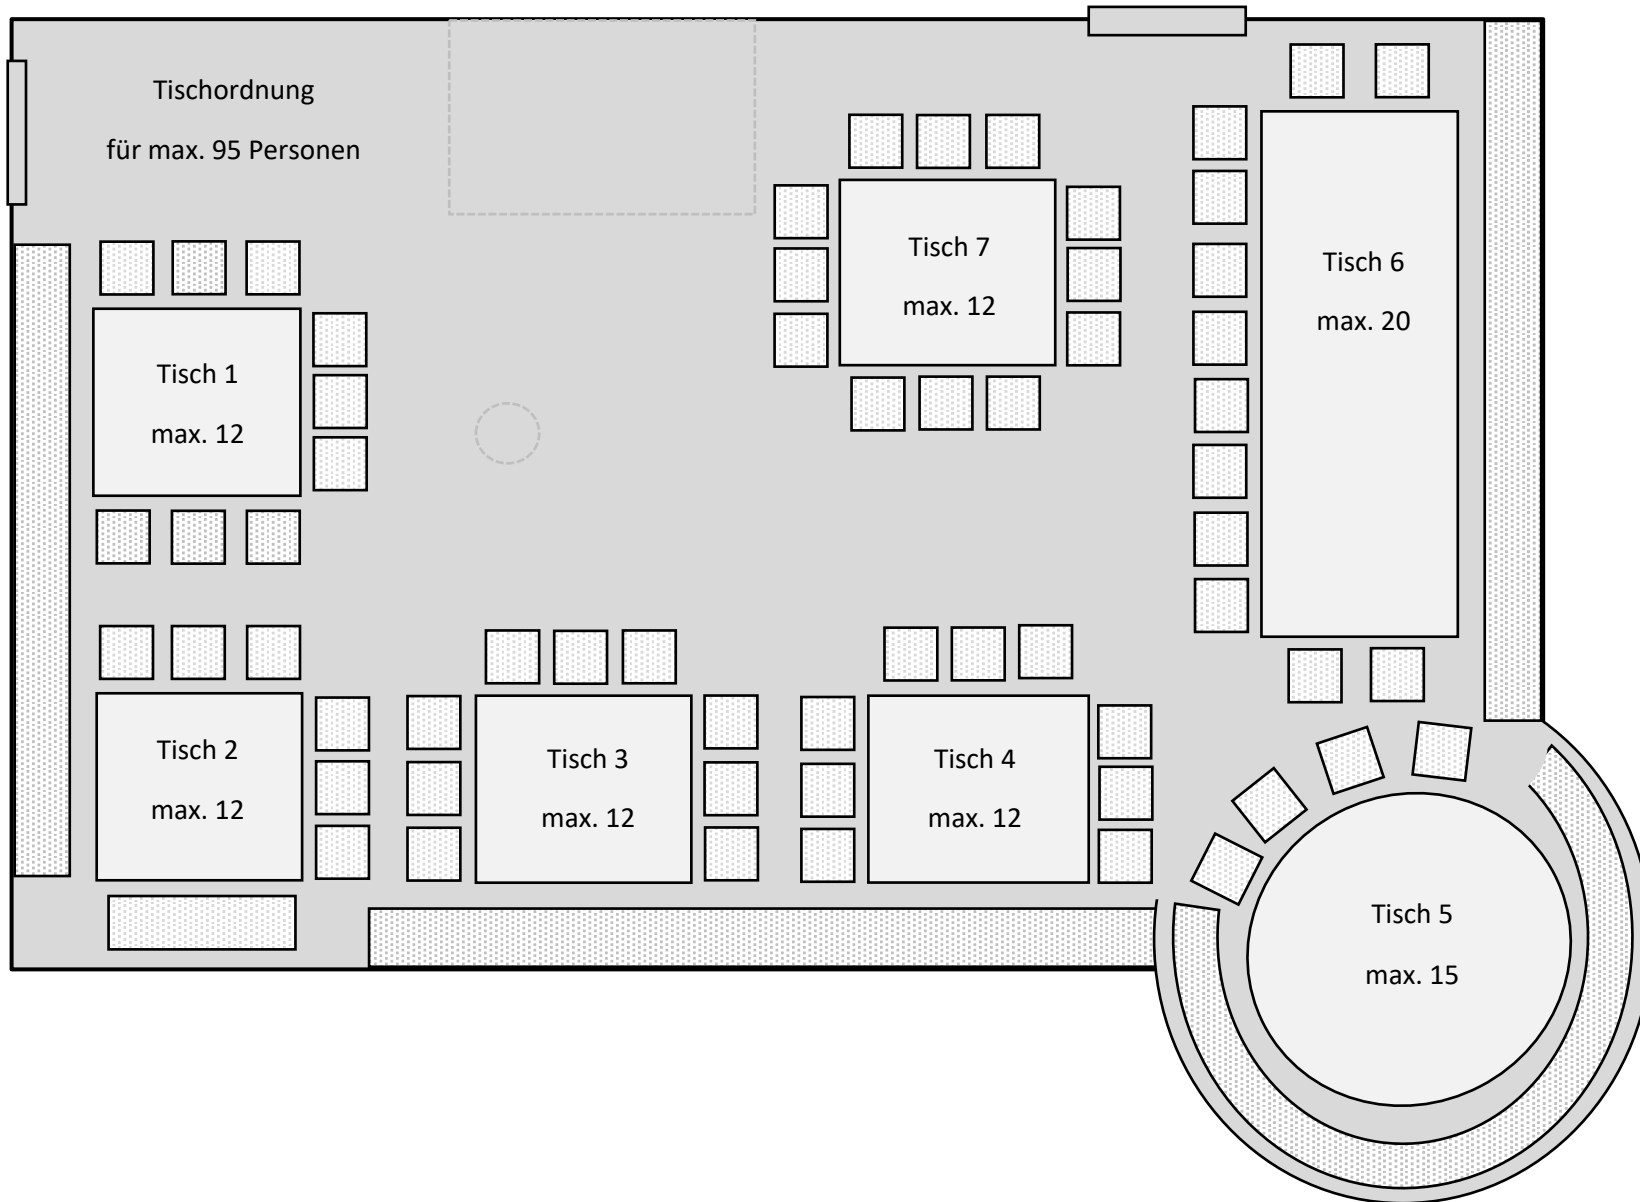 Tischordnung
für max. 95 Personen
Tisch 7
max. 12
Tisch 6
max. 20
Tisch 1
max. 12
Tisch 2
max. 12
Tisch 3
max. 12
Tisch 4
max. 12
Tisch 5
max. 15